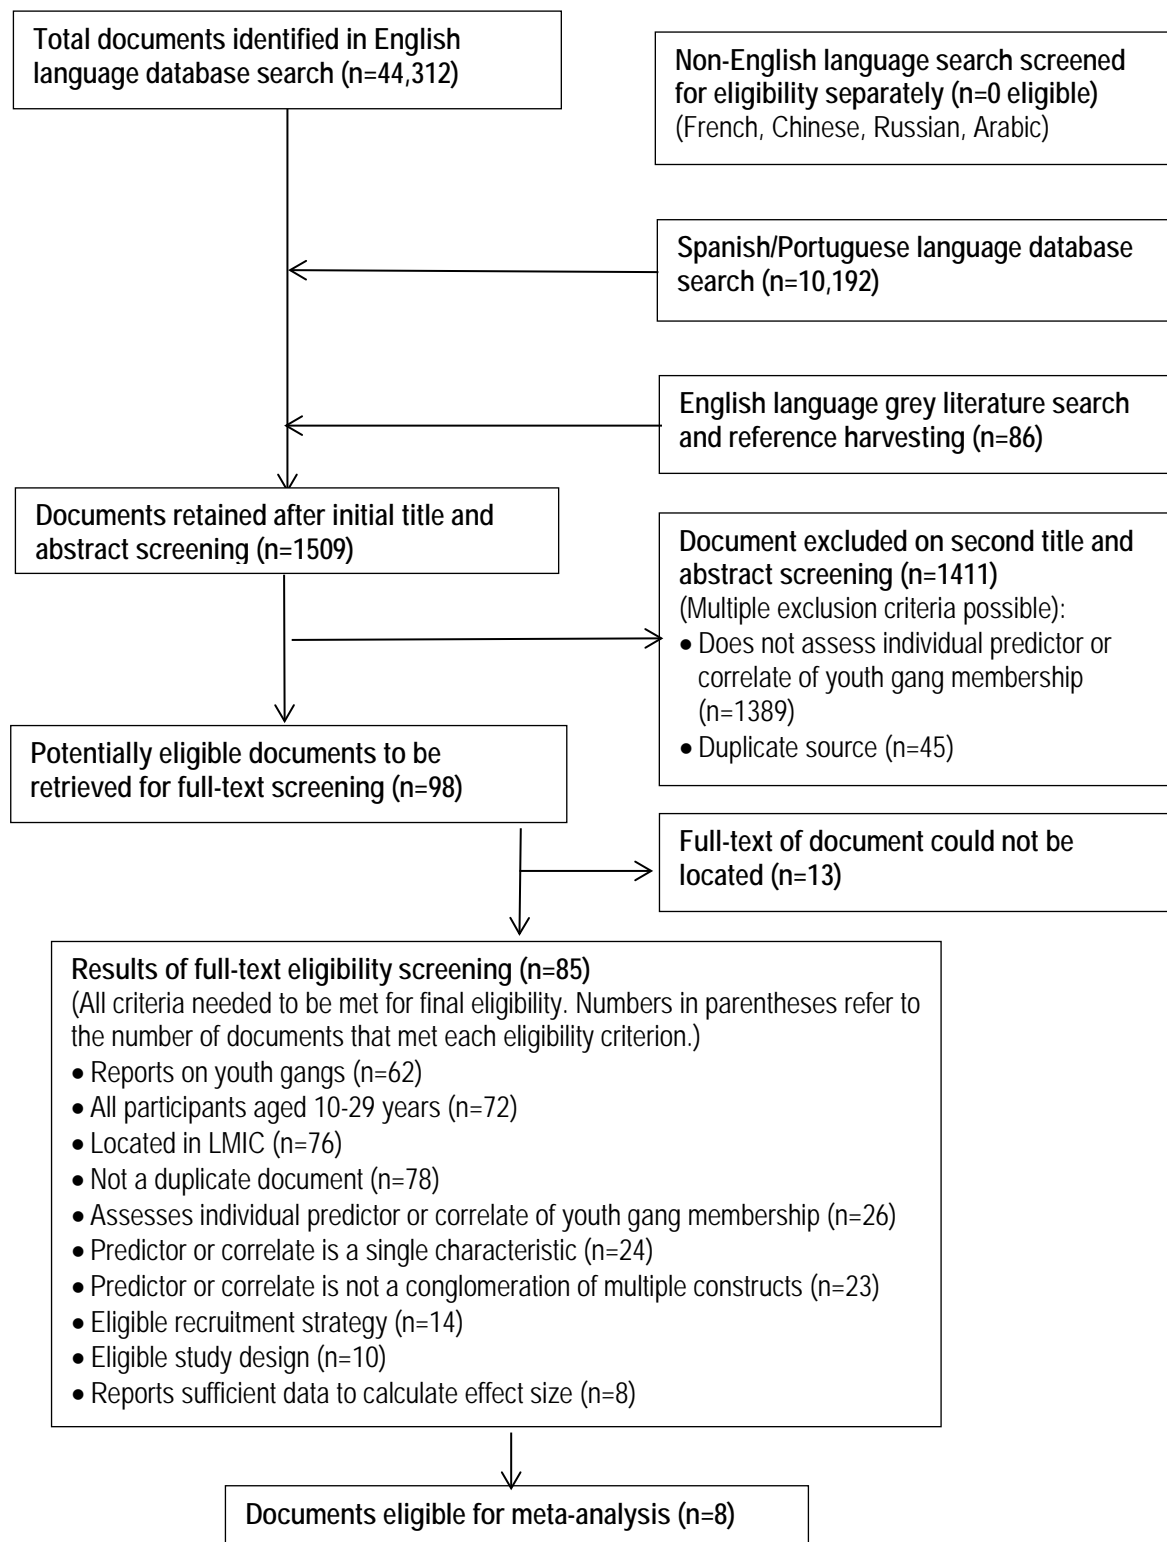 Total documents identified in English
language database search (n=44,312)
Non-English language search screened
for eligibility separately (n=0 eligible)
(French, Chinese, Russian, Arabic)
Spanish/Portuguese language database
search (n=10,192)
English language grey literature search
and reference harvesting (n=86)
Documents retained after initial title and
abstract screening (n=1509)
Document excluded on second title and
abstract screening (n=1411)
(Multiple exclusion criteria possible):
• Does not assess individual predictor or
correlate of youth gang membership
(n=1389)
• Duplicate source (n=45)
Potentially eligible documents to be
retrieved for full-text screening (n=98)
Full-text of document could not be
located (n=13)
Results of full-text eligibility screening (n=85)
(All criteria needed to be met for final eligibility. Numbers in parentheses refer to
the number of documents that met each eligibility criterion.)
• Reports on youth gangs (n=62)
• All participants aged 10-29 years (n=72)
• Located in LMIC (n=76)
• Not a duplicate document (n=78)
• Assesses individual predictor or correlate of youth gang membership (n=26)
• Predictor or correlate is a single characteristic (n=24)
• Predictor or correlate is not a conglomeration of multiple constructs (n=23)
• Eligible recruitment strategy (n=14)
• Eligible study design (n=10)
• Reports sufficient data to calculate effect size (n=8)
Documents eligible for meta-analysis (n=8)